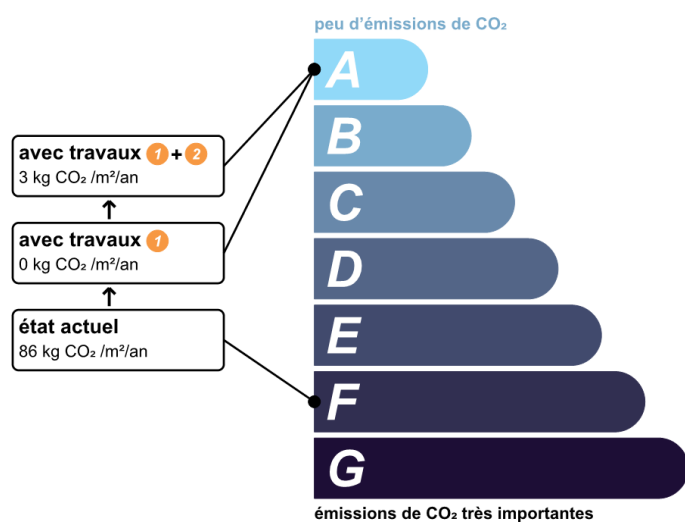 peu d'émissions de CO₂
A
B
C
D
E
F
G
émissions de CO₂ très importantes
avec travaux 1 + 2
3 kg CO₂ /m²/an
avec travaux 1
0 kg CO₂ /m²/an
état actuel
86 kg CO₂ /m²/an